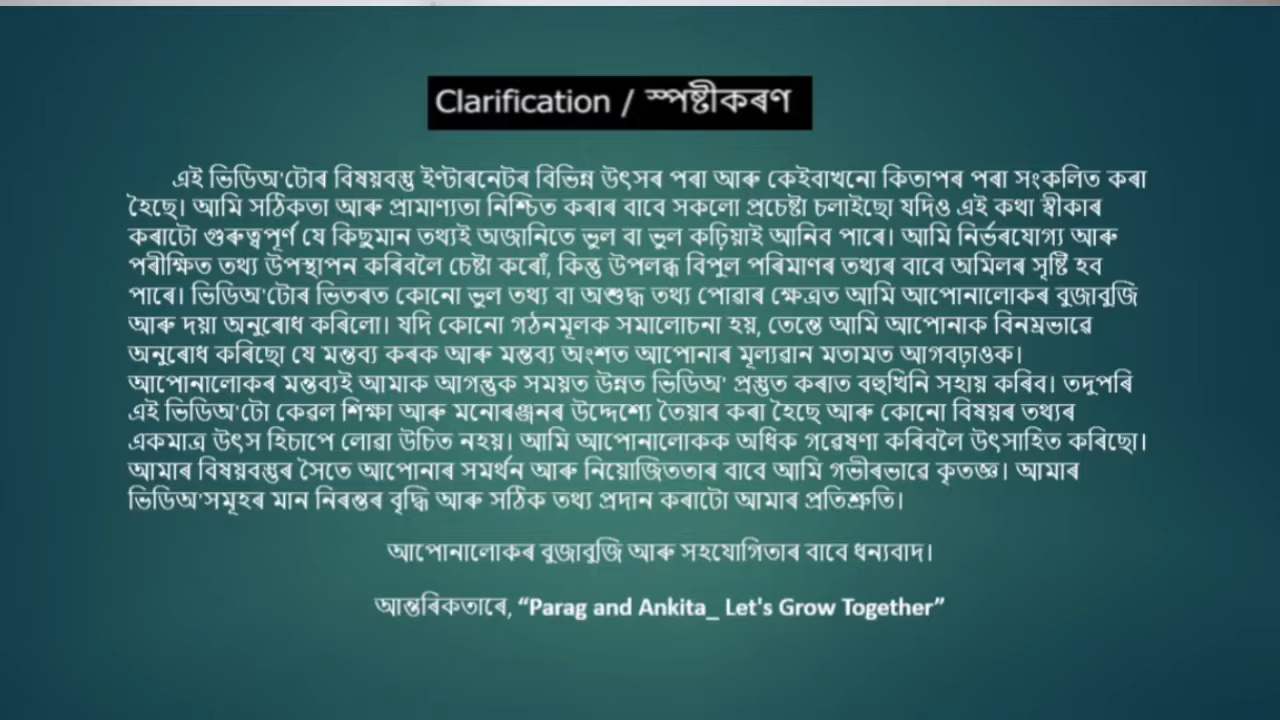 Clarification / স্পষ্টীকৰণ
এই ভিডিঅ'টোৰ বিষয়বস্তু ইণ্টাৰনেটৰ বিভিন্ন উৎসৰ পৰা আৰু কেইবাখনো কিতাপৰ পৰা সংকলিত কৰা
হৈছে। আমি সঠিকতা আৰু প্ৰামাণ্যতা নিশ্চিত কৰাৰ বাবে সকলো প্ৰচেষ্টা চলাইছো যদিও এই কথা স্বীকাৰ
কৰাটো গুৰুত্বপূৰ্ণ যে কিছুমান তথ্যই অজানিতে ভুল বা ভুল কঢ়িয়াই আনিব পাৰে। আমি নিৰ্ভৰযোগ্য আৰু
পৰীক্ষিত তথ্য উপস্থাপন কৰিবলৈ চেষ্টা কৰোঁ, কিন্তু উপলব্ধ বিপুল পৰিমাণৰ তথ্যৰ বাবে অমিলৰ সৃষ্টি হব
পাৰে। ভিডিঅ'টোৰ ভিতৰত কোনো ভুল তথ্য বা অশুদ্ধ তথ্য পোৱাৰ ক্ষেত্ৰত আমি আপোনালোকৰ বুজাবুজি
আৰু দয়া অনুৰোধ কৰিলো। যদি কোনো গঠনমূলক সমালোচনা হয়, তেন্তে আমি আপোনাক বিনম্ৰভাৱে
অনুৰোধ কৰিছো যে মন্তব্য কৰক আৰু মন্তব্য অংশত আপোনাৰ মূল্যৱান মতামত আগবঢ়াওক।
আপোনালোকৰ মন্তব্যই আমাক আগন্তুক সময়ত উন্নত ভিডিঅ' প্ৰস্তুত কৰাত বহুখিনি সহায় কৰিব। তদুপৰি
এই ভিডিঅ'টো কেৱল শিক্ষা আৰু মনোৰঞ্জনৰ উদ্দেশ্যে তৈয়াৰ কৰা হৈছে আৰু কোনো বিষয়ৰ তথ্যৰ
একমাত্ৰ উৎস হিচাপে লোৱা উচিত নহয়। আমি আপোনালোকক অধিক গৱেষণা কৰিবলৈ উৎসাহিত কৰিছো।
আমাৰ বিষয়বস্তুৰ সৈতে আপোনাৰ সমৰ্থন আৰু নিয়োজিততাৰ বাবে আমি গভীৰভাৱে কৃতজ্ঞ। আমাৰ
ভিডিঅ'সমূহৰ মান নিৰন্তৰ বৃদ্ধি আৰু সঠিক তথ্য প্ৰদান কৰাটো আমাৰ প্ৰতিশ্ৰুতি।
আপোনালোকৰ বুজাবুজি আৰু সহযোগিতাৰ বাবে ধন্যবাদ।
আন্তৰিকতাৰে, “Parag and Ankita_ Let's Grow Together”